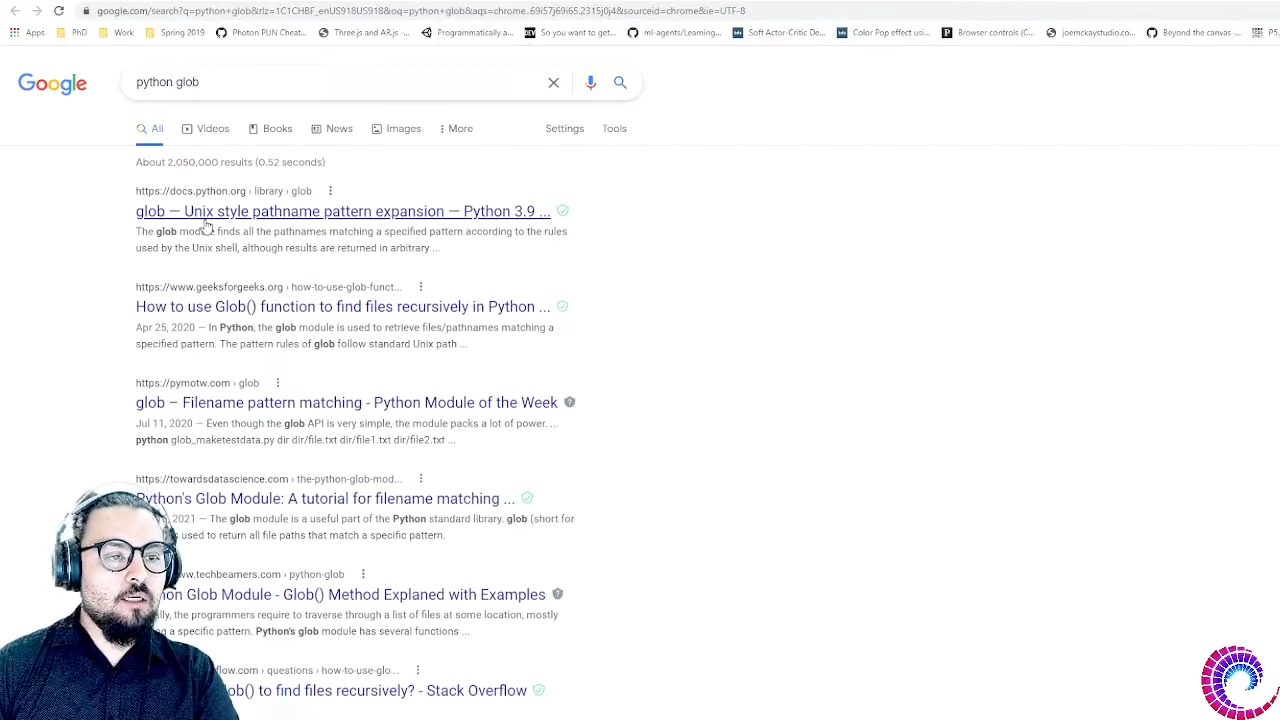 google.com/search?q=python+glob&rlz=1C1CHBF_enUS918US918&oq=python+glob&aqs=chrome..69i57j69i65.2315j0j4&sourceid=chrome&ie=UTF-8
Apps PhD Work Spring 2019 Photon PUN Cheat... Three.js and AR.js -... Programmatically a... DEV So you want to get... ml-agents/Learning... Soft Actor-Critic De... Color Pop effect usi... Browser controls (C... joemckaystudio.co... Beyond the canvas -... P5.
Google
python glob
All Videos Books News Images More Settings Tools
About 2,050,000 results (0.52 seconds)
https://docs.python.org › library › glob
glob — Unix style pathname pattern expansion — Python 3.9 ...
The glob module finds all the pathnames matching a specified pattern according to the rules
used by the Unix shell, although results are returned in arbitrary ...
https://www.geeksforgeeks.org › how-to-use-glob-funct...
How to use Glob() function to find files recursively in Python ...
Apr 25, 2020 — In Python, the glob module is used to retrieve files/pathnames matching a
specified pattern. The pattern rules of glob follow standard Unix path ...
https://pymotw.com › glob
glob – Filename pattern matching - Python Module of the Week
Jul 11, 2020 — Even though the glob API is very simple, the module packs a lot of power. ...
python glob_maketestdata.py dir dir/file.txt dir/file1.txt dir/file2.txt ...
https://towardsdatascience.com › the-python-glob-mod...
Python's Glob Module: A tutorial for filename matching ...
2021 — The glob module is a useful part of the Python standard library. glob (short for
used to return all file paths that match a specific pattern.
w.techbeamers.com › python-glob
on Glob Module - Glob() Method Explaned with Examples
ly, the programmers require to traverse through a list of files at some location, mostly
g a specific pattern. Python's glob module has several functions ...
flow.com › questions › how-to-use-glo...
lob() to find files recursively? - Stack Overflow